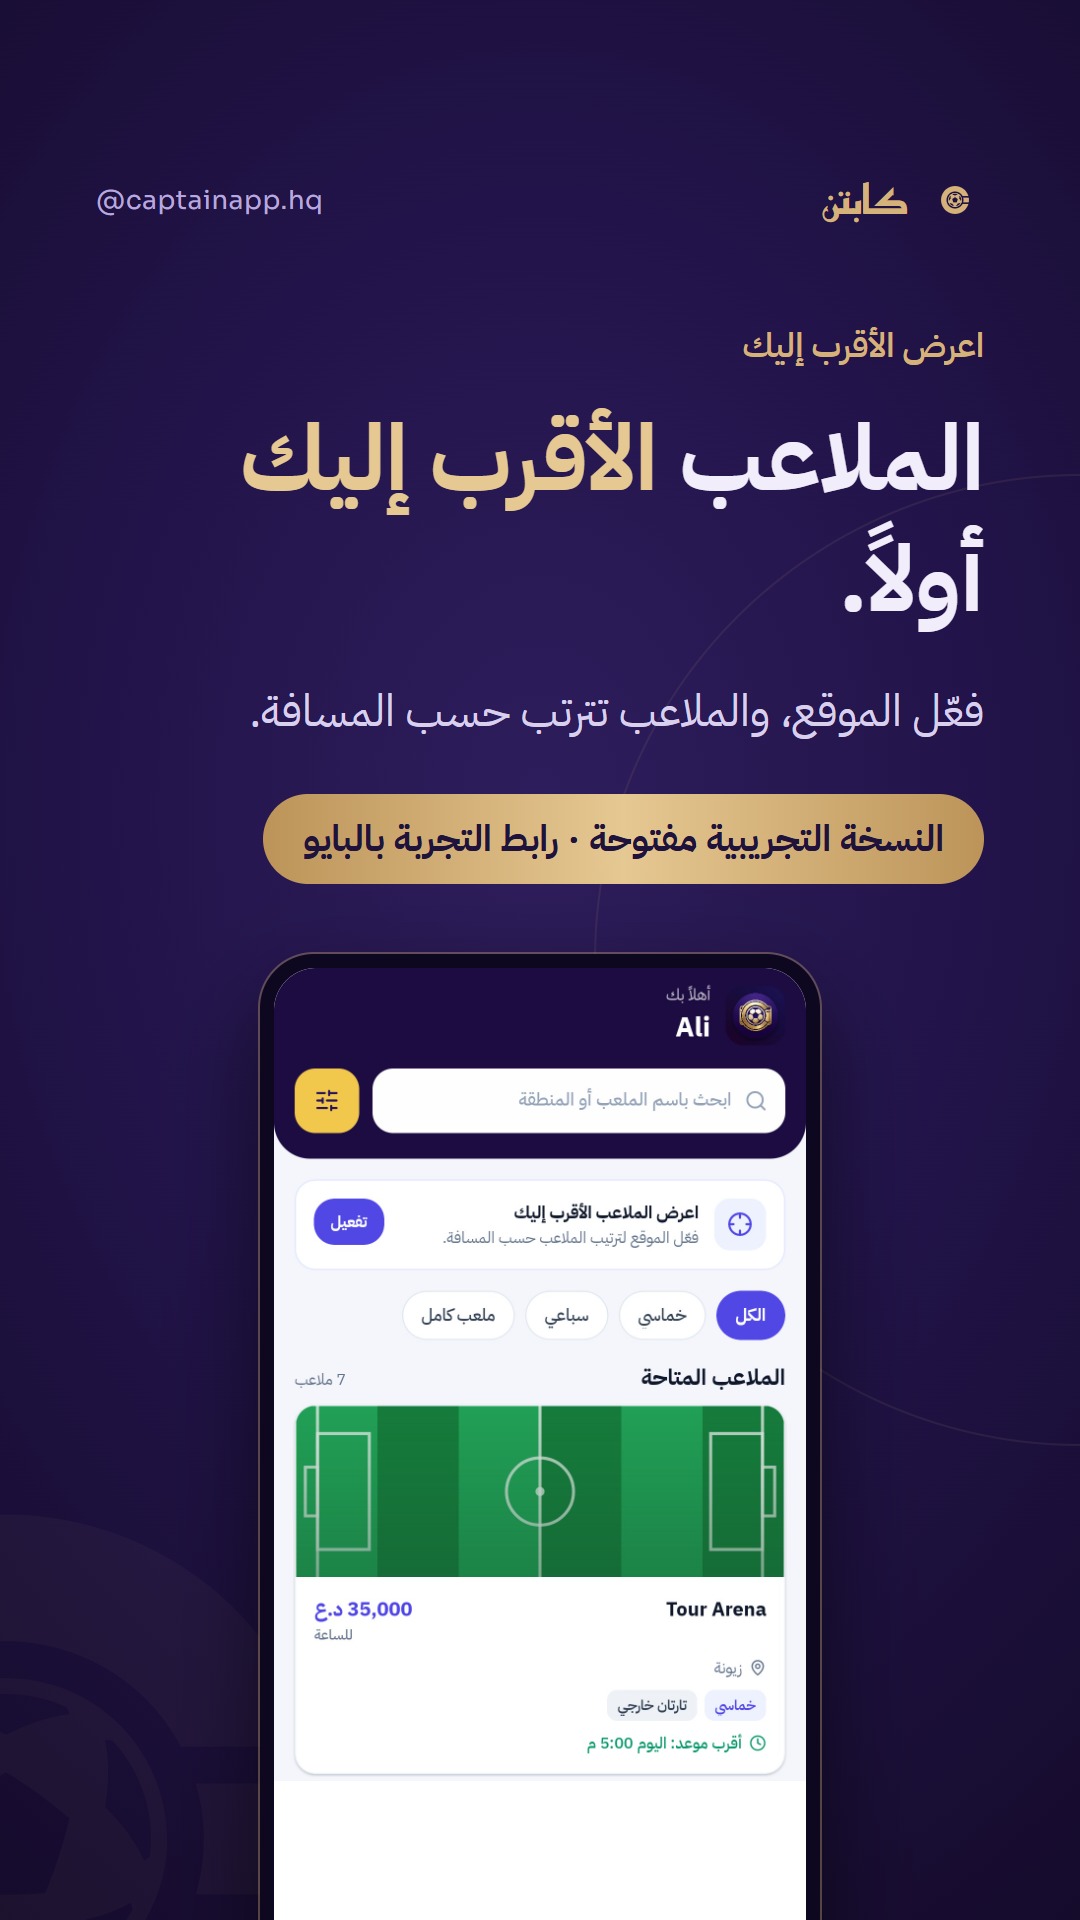 كابتن
@captainapp.hq
اعرض الأقرب إليك
الملاعب الأقرب إليك
أولاً.
فعّل الموقع، والملاعب تترتب حسب المسافة.
النسخة التجريبية مفتوحة · رابط التجربة بالبايو
أهلاً بك
Ali
ابحث باسم الملعب أو المنطقة
اعرض الملاعب الأقرب إليك
فعّل الموقع لترتيب الملاعب حسب المسافة.
تفعيل
الكل
خماسي
سباعي
ملعب كامل
الملاعب المتاحة
7 ملاعب
Tour Arena
35,000 د.ع
للساعة
زيونة
خماسي
تارتان خارجي
أقرب موعد: اليوم 5:00 م